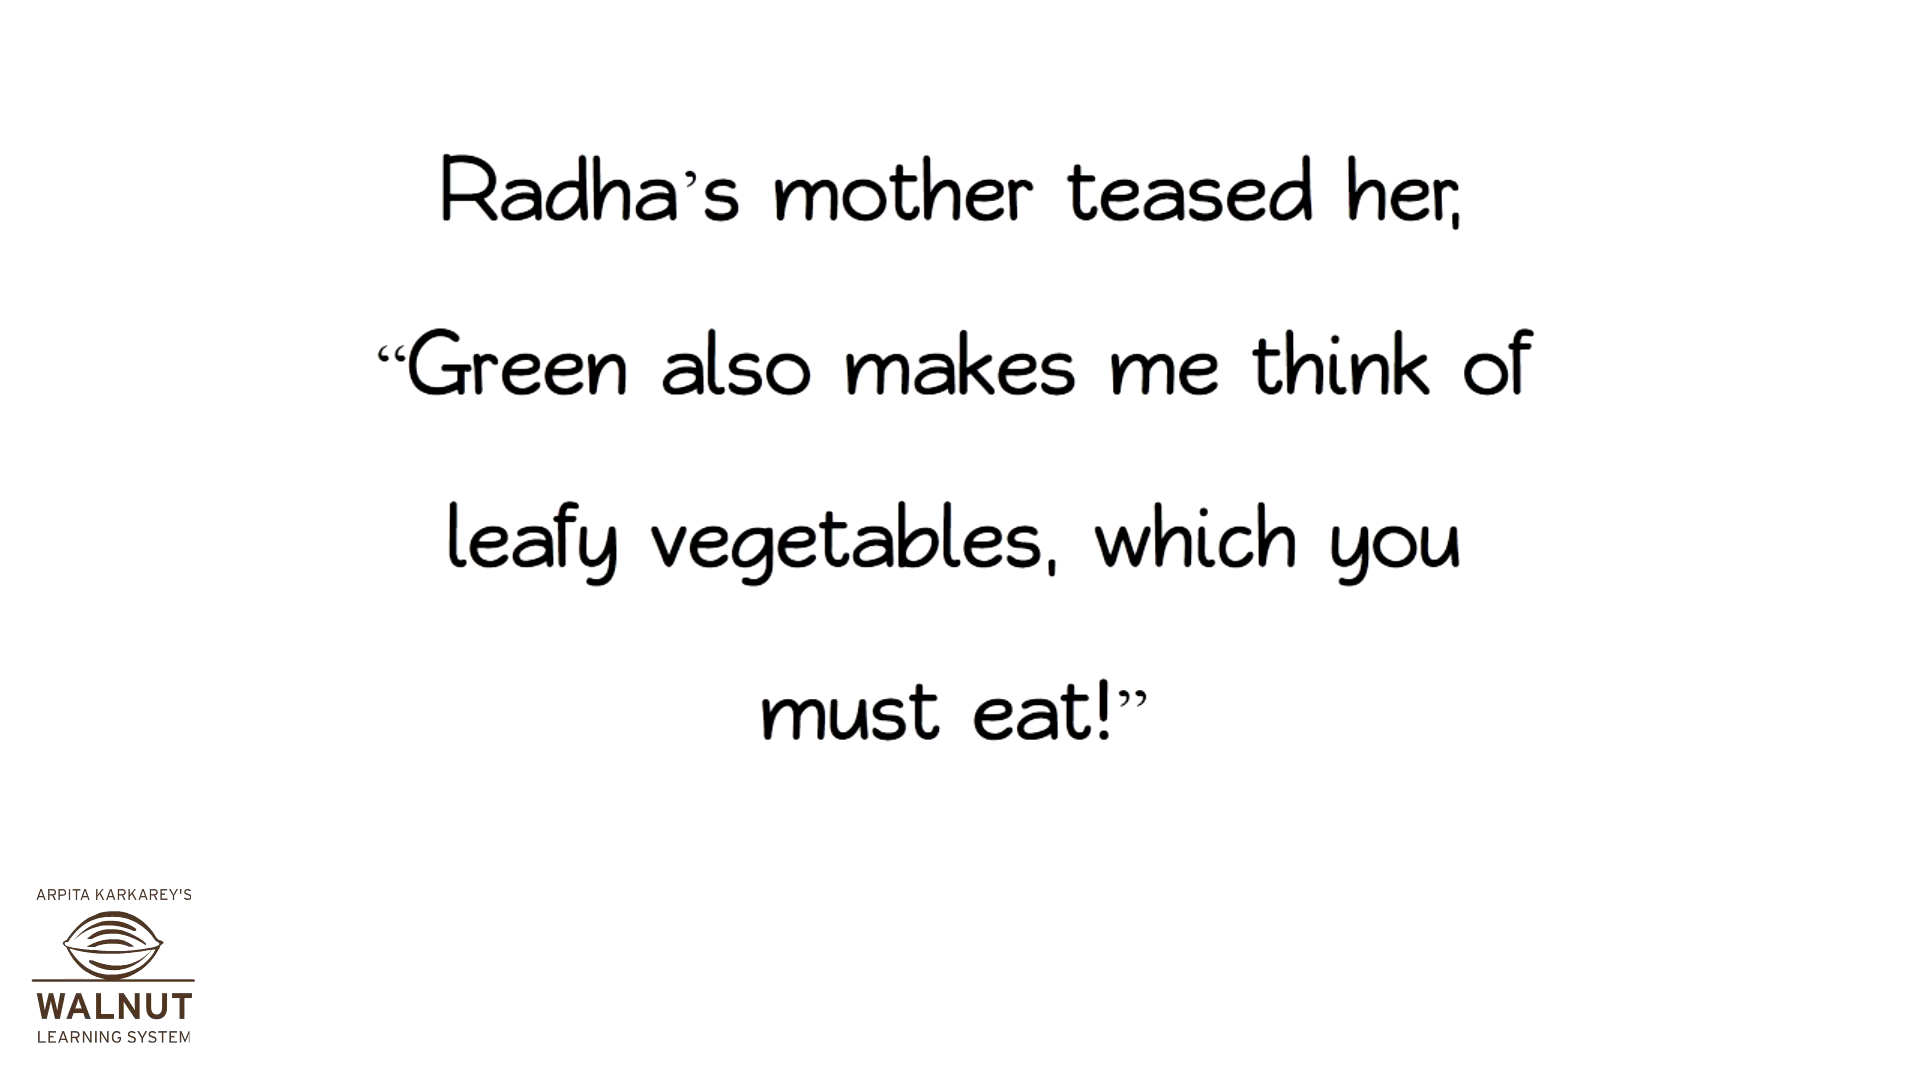 Radha’s mother teased her,
“Green also makes me think of
leafy vegetables, which you
must eat!”
ARPITA KARKAREY'S
WALNUT
LEARNING SYSTEM